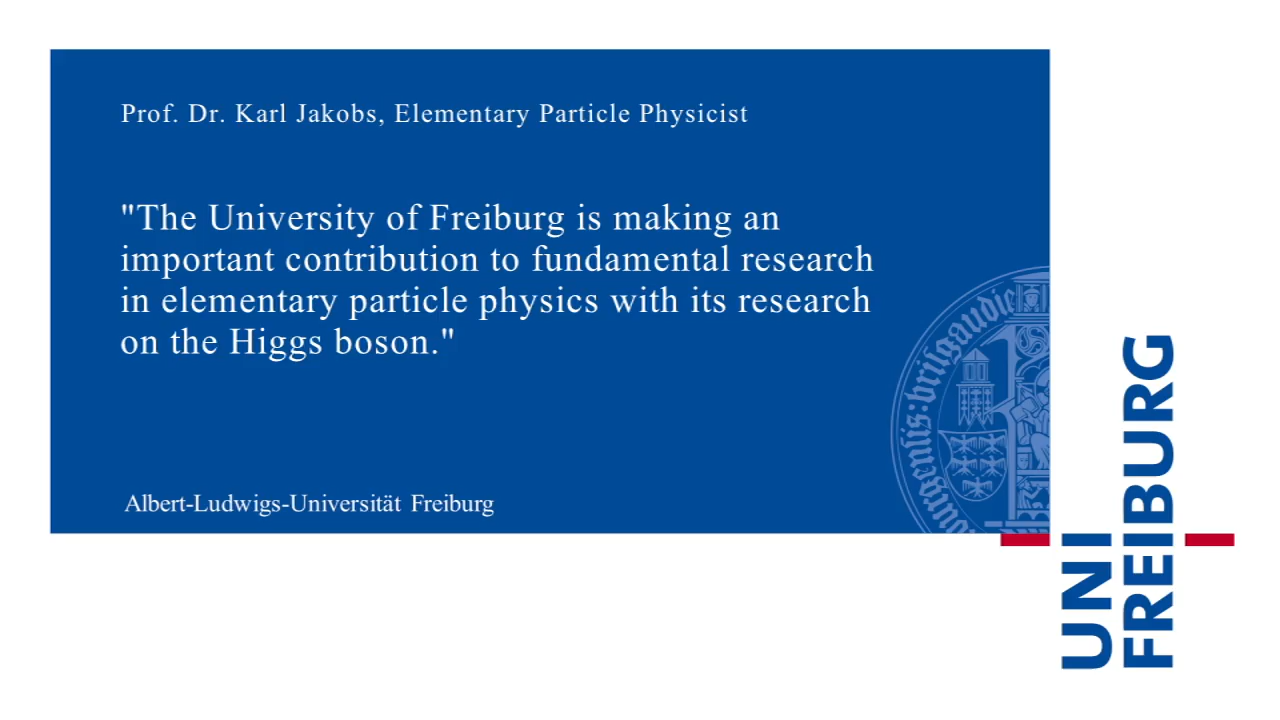 Prof. Dr. Karl Jakobs, Elementary Particle Physicist
"The University of Freiburg is making an
important contribution to fundamental research
in elementary particle physics with its research
on the Higgs boson."
Albert-Ludwigs-Universität Freiburg
UNI
FREIBURG